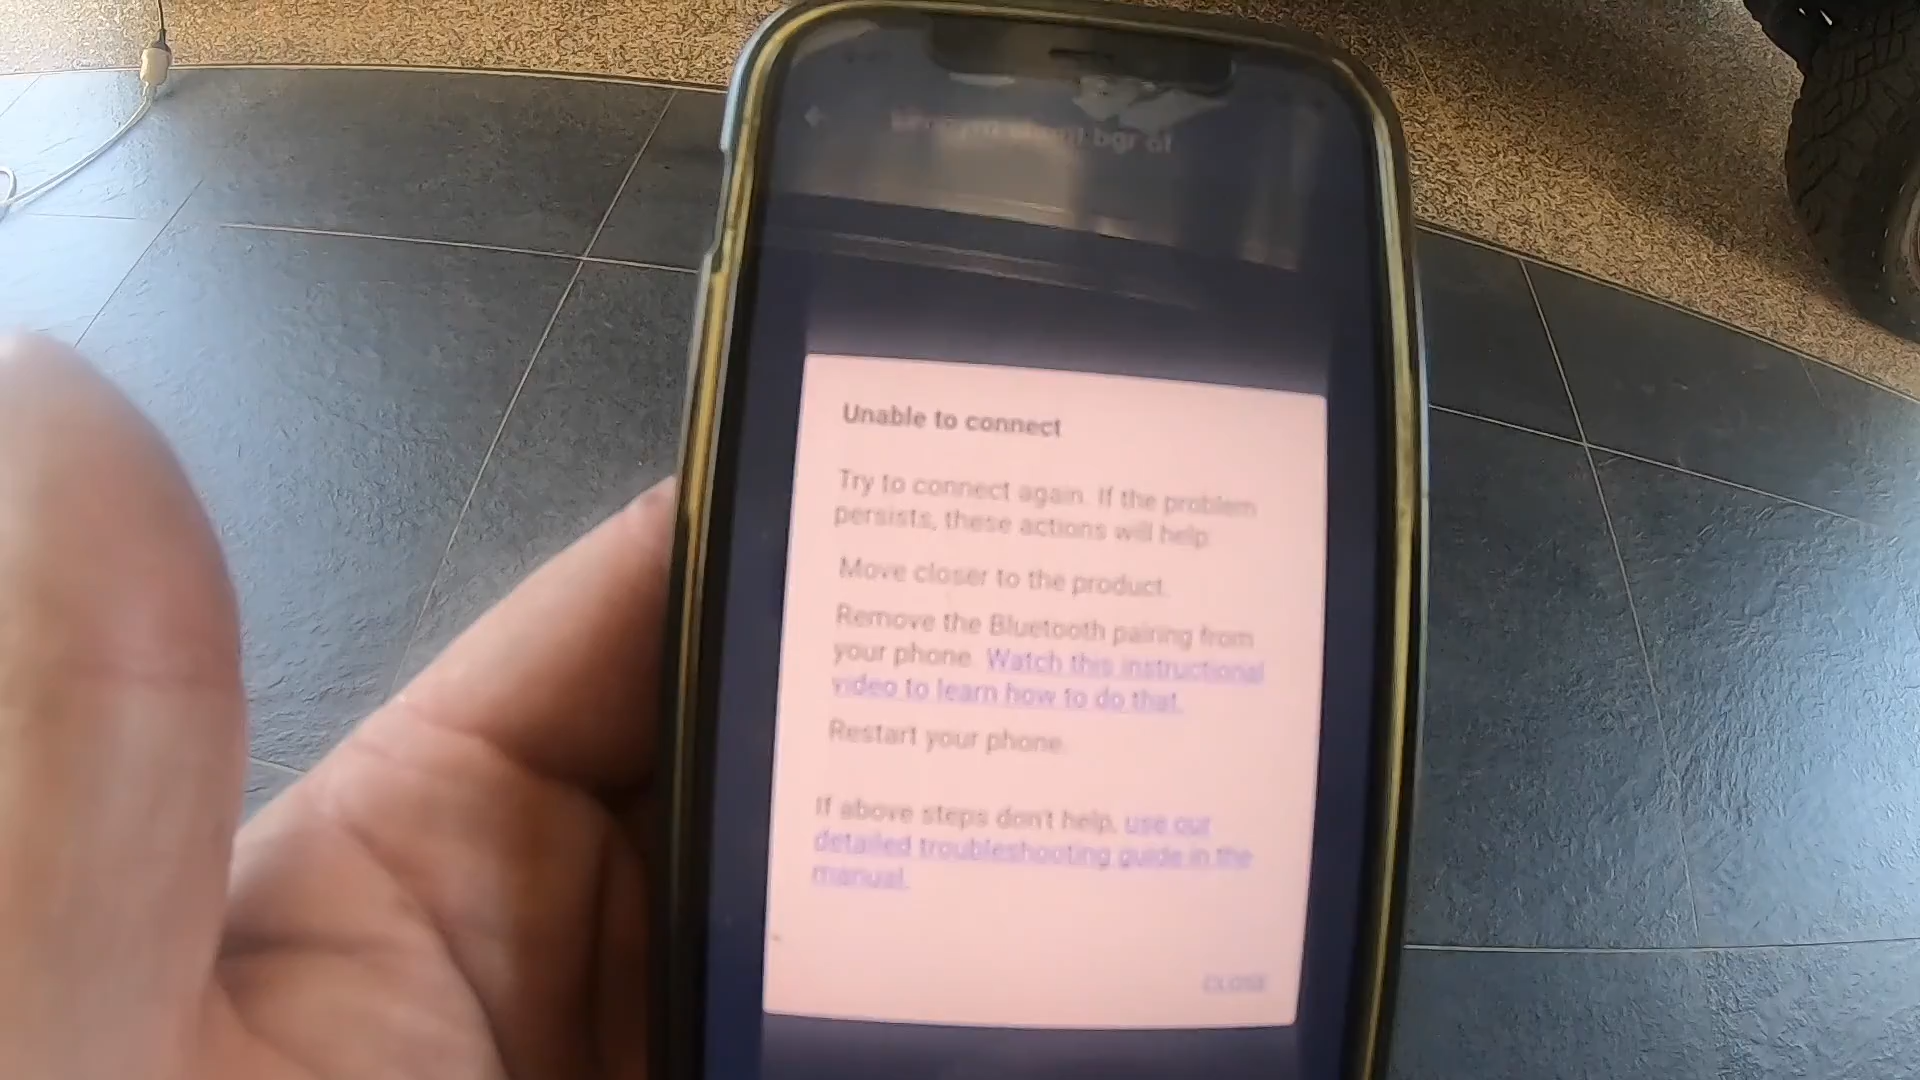 Unable to connect
Try to connect again. If the problem
persists, these actions will help:
Move closer to the product.
Remove the Bluetooth pairing from
your phone. Watch this instructional
video to learn how to do that.
Restart your phone.
If above steps don't help, use our
detailed troubleshooting guide in the
manual.
CLOSE